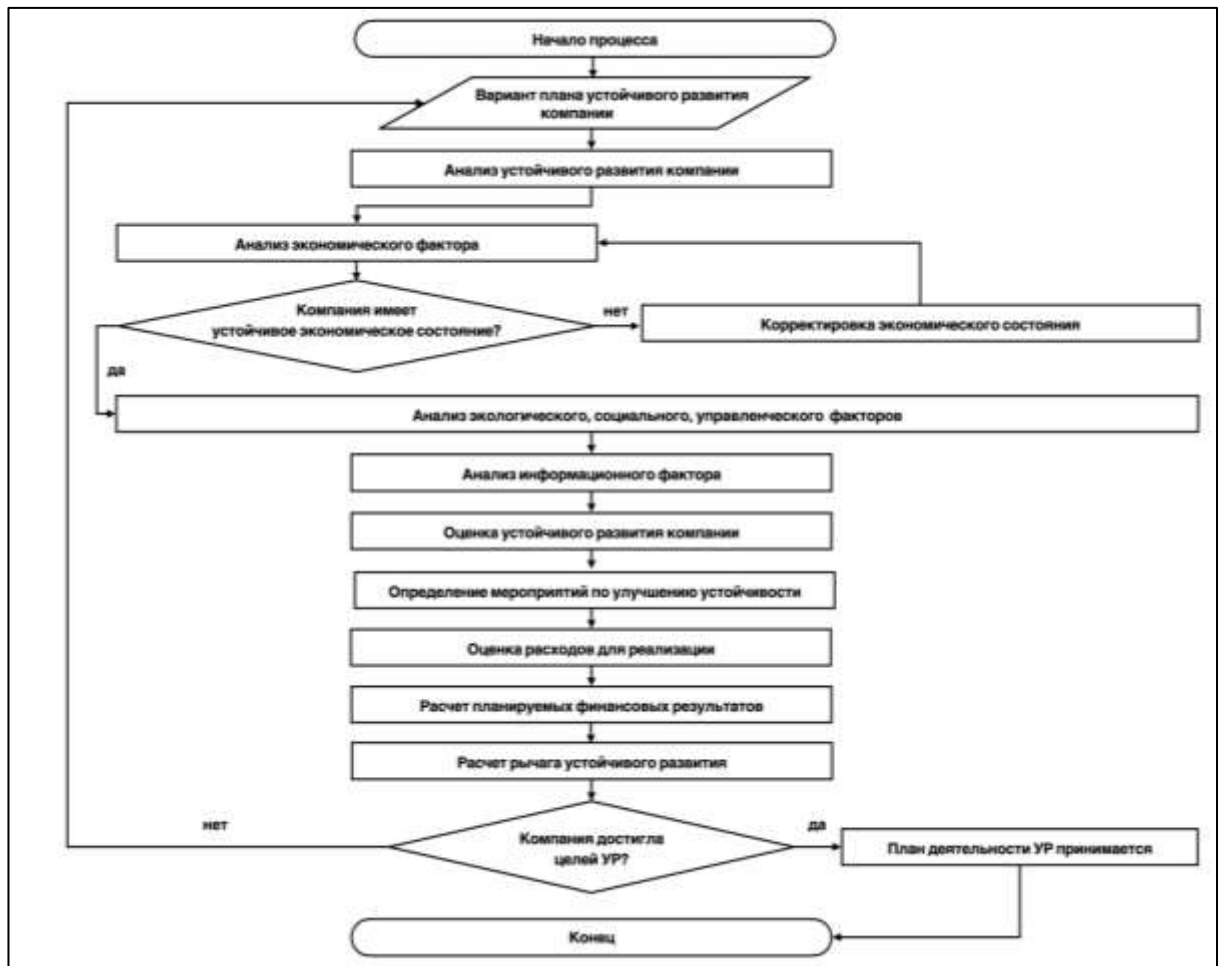 Начало процесса
Вариант плана устойчивого развития
компании
Анализ устойчивого развития компании
Анализ экономического фактора
Компания имеет
устойчивое экономическое состояние?
нет
Корректировка экономического состояния
да
Анализ экологического, социального, управленческого факторов
Анализ информационного фактора
Оценка устойчивого развития компании
Определение мероприятий по улучшению устойчивости
Оценка расходов для реализации
Расчет планируемых финансовых результатов
Расчет рычага устойчивого развития
нет
Компания достигла
целей УР?
да
План деятельности УР принимается
Конец